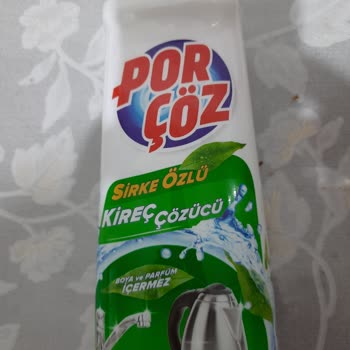 POR
ÇÖZ
SİRKE ÖZLÜ
KİREÇ ÇÖZÜCÜ
BOYA ve PARFÜM
İÇERMEZ